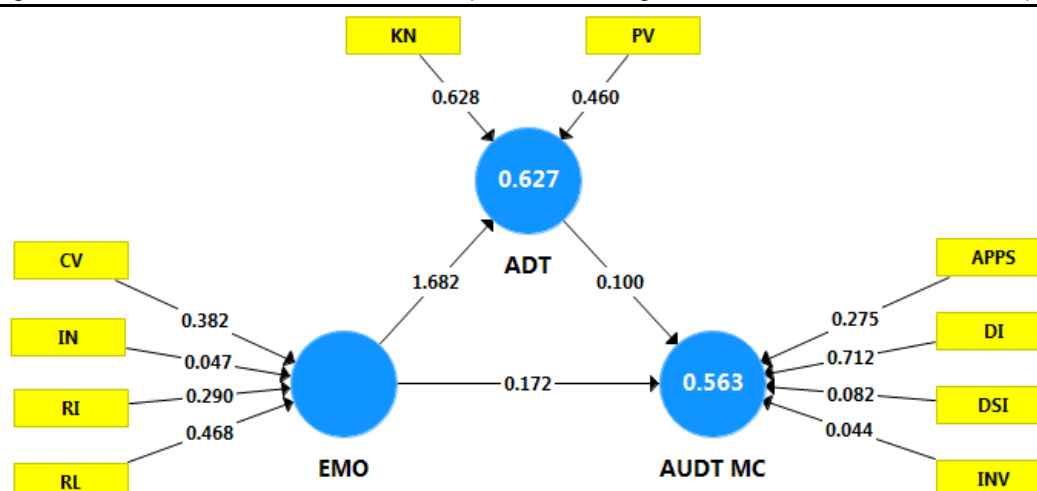 KN
PV
0.628
0.460
0.627
ADT
CV
APPS
1.682
0.100
0.382
0.275
IN
DI
0.047
0.712
0.172
0.563
0.290
0.082
RI
DSI
0.468
0.044
EMO
AUDT MC
RL
INV